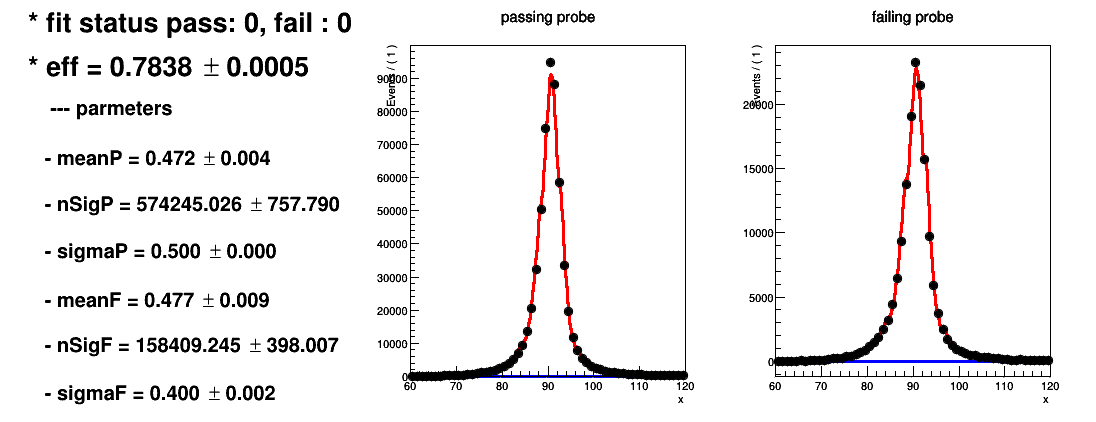 * fit status pass: 0, fail : 0
* eff = 0.7838 ± 0.0005
--- parmeters
- meanP = 0.472 ± 0.004
- nSigP = 574245.026 ± 757.790
- sigmaP = 0.500 ± 0.000
- meanF = 0.477 ± 0.009
- nSigF = 158409.245 ± 398.007
- sigmaF = 0.400 ± 0.002
passing probe
Events / ( 1 )
90000
80000
70000
60000
50000
40000
30000
20000
10000
0
60 70 80 90 100 110 120
x
failing probe
Events / ( 1 )
20000
15000
10000
5000
0
60 70 80 90 100 110 120
x